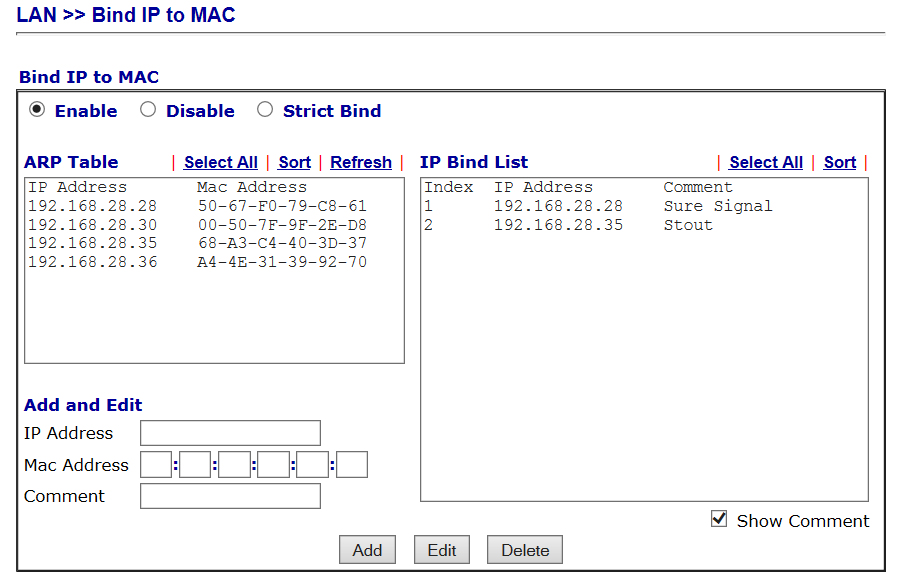 LAN >> Bind IP to MAC
Bind IP to MAC
Enable Disable Strict Bind
ARP Table | Select All | Sort | Refresh |
IP Address Mac Address
192.168.28.28 50-67-F0-79-C8-61
192.168.28.30 00-50-7F-9F-2E-D8
192.168.28.35 68-A3-C4-40-3D-37
192.168.28.36 A4-4E-31-39-92-70
IP Bind List | Select All | Sort |
Index IP Address Comment
1 192.168.28.28 Sure Signal
2 192.168.28.35 Stout
Add and Edit
IP Address
Mac Address : : : : :
Comment
Show Comment
Add Edit Delete